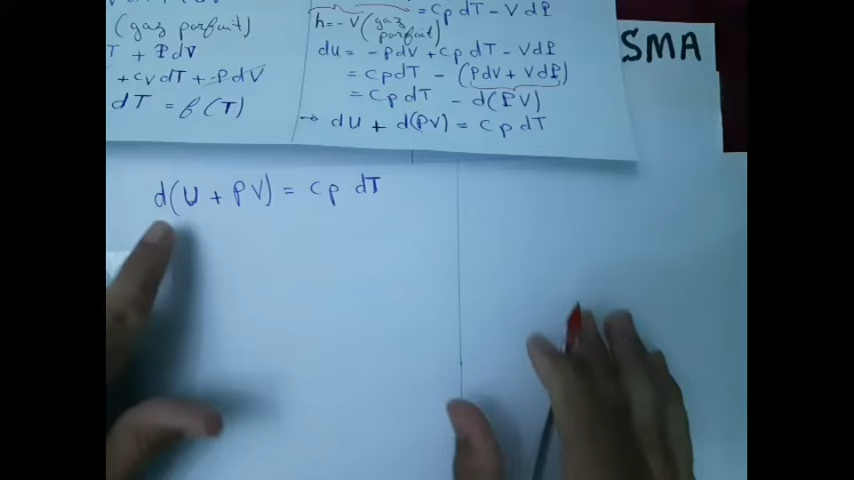 (gaz parfait)
T + PdV
+ cv dT + -PdV
dT = f(T)
= cp dT - V dP
h = -V (gaz parfait)
du = -PdV + cp dT - VdP
= cp dT - (PdV + VdP)
= cp dT - d(PV)
→ du + d(PV) = cp dT
SMA
d(U + PV) = cp dT